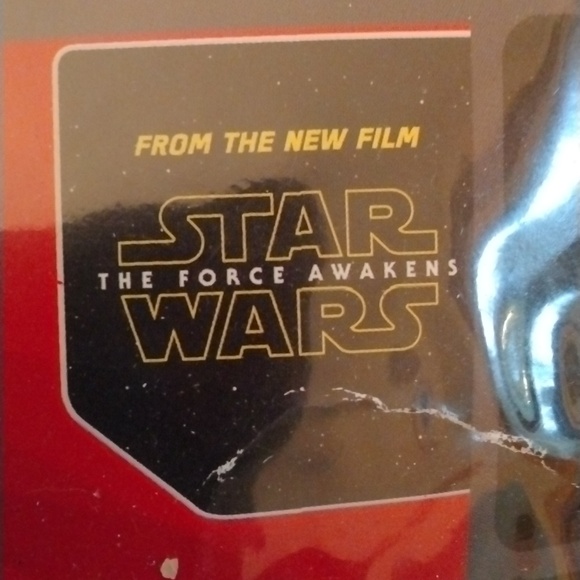 FROM THE NEW FILM
STAR
THE FORCE AWAKENS
WARS